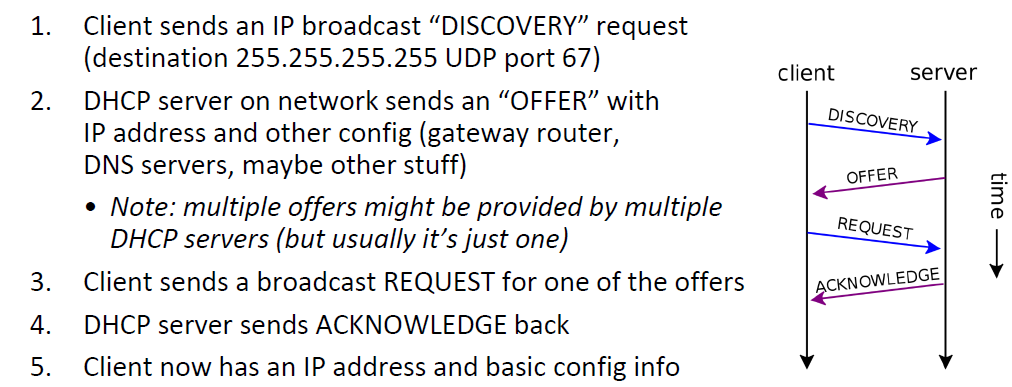 1. Client sends an IP broadcast “DISCOVERY” request
(destination 255.255.255.255 UDP port 67)
2. DHCP server on network sends an “OFFER” with
IP address and other config (gateway router,
DNS servers, maybe other stuff)
• Note: multiple offers might be provided by multiple
DHCP servers (but usually it’s just one)
3. Client sends a broadcast REQUEST for one of the offers
4. DHCP server sends ACKNOWLEDGE back
5. Client now has an IP address and basic config info
client
server
DISCOVERY
OFFER
REQUEST
ACKNOWLEDGE
time